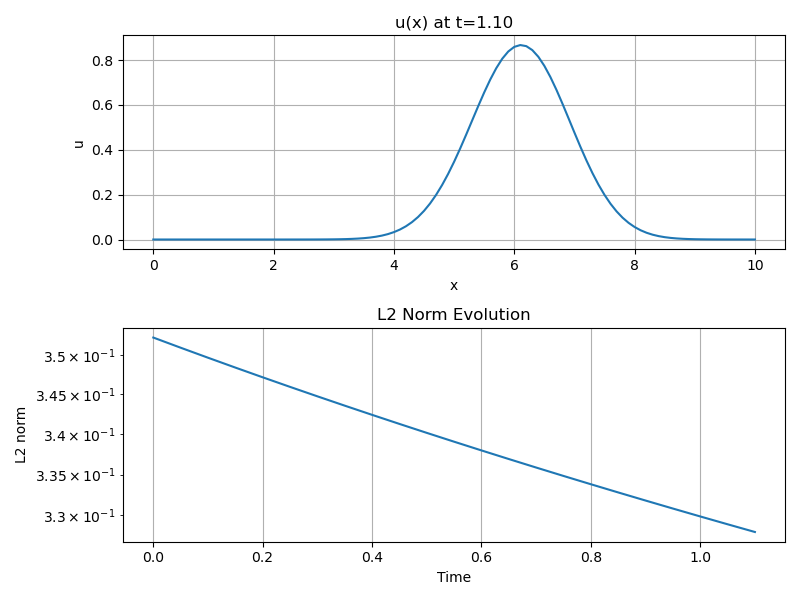 u(x) at t=1.10
0.8
0.6
0.4
0.2
0.0
u
0 2 4 6 8 10
x
L2 Norm Evolution
3.5 × 10⁻¹
3.45 × 10⁻¹
3.4 × 10⁻¹
3.35 × 10⁻¹
3.3 × 10⁻¹
L2 norm
0.0 0.2 0.4 0.6 0.8 1.0
Time